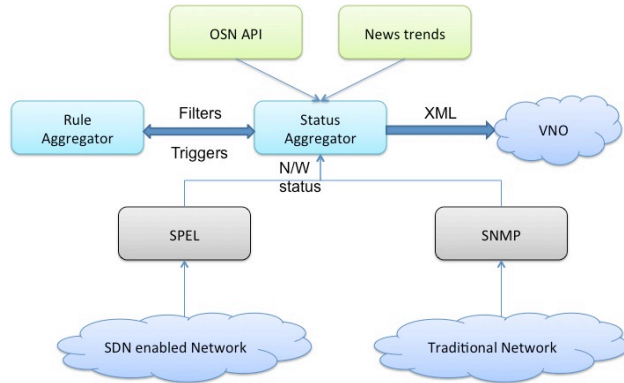 OSN API
News trends
Rule
Aggregator
Filters
Triggers
Status
Aggregator
XML
VNO
N/W
status
SPEL
SNMP
SDN enabled Network
Traditional Network